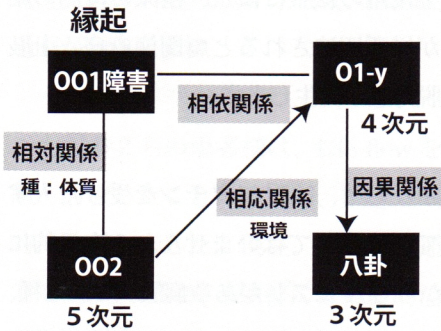 縁起
001障害
01-y
相依関係
4次元
相対関係
種：体質
相応関係
環境
因果関係
002
八卦
5次元
3次元